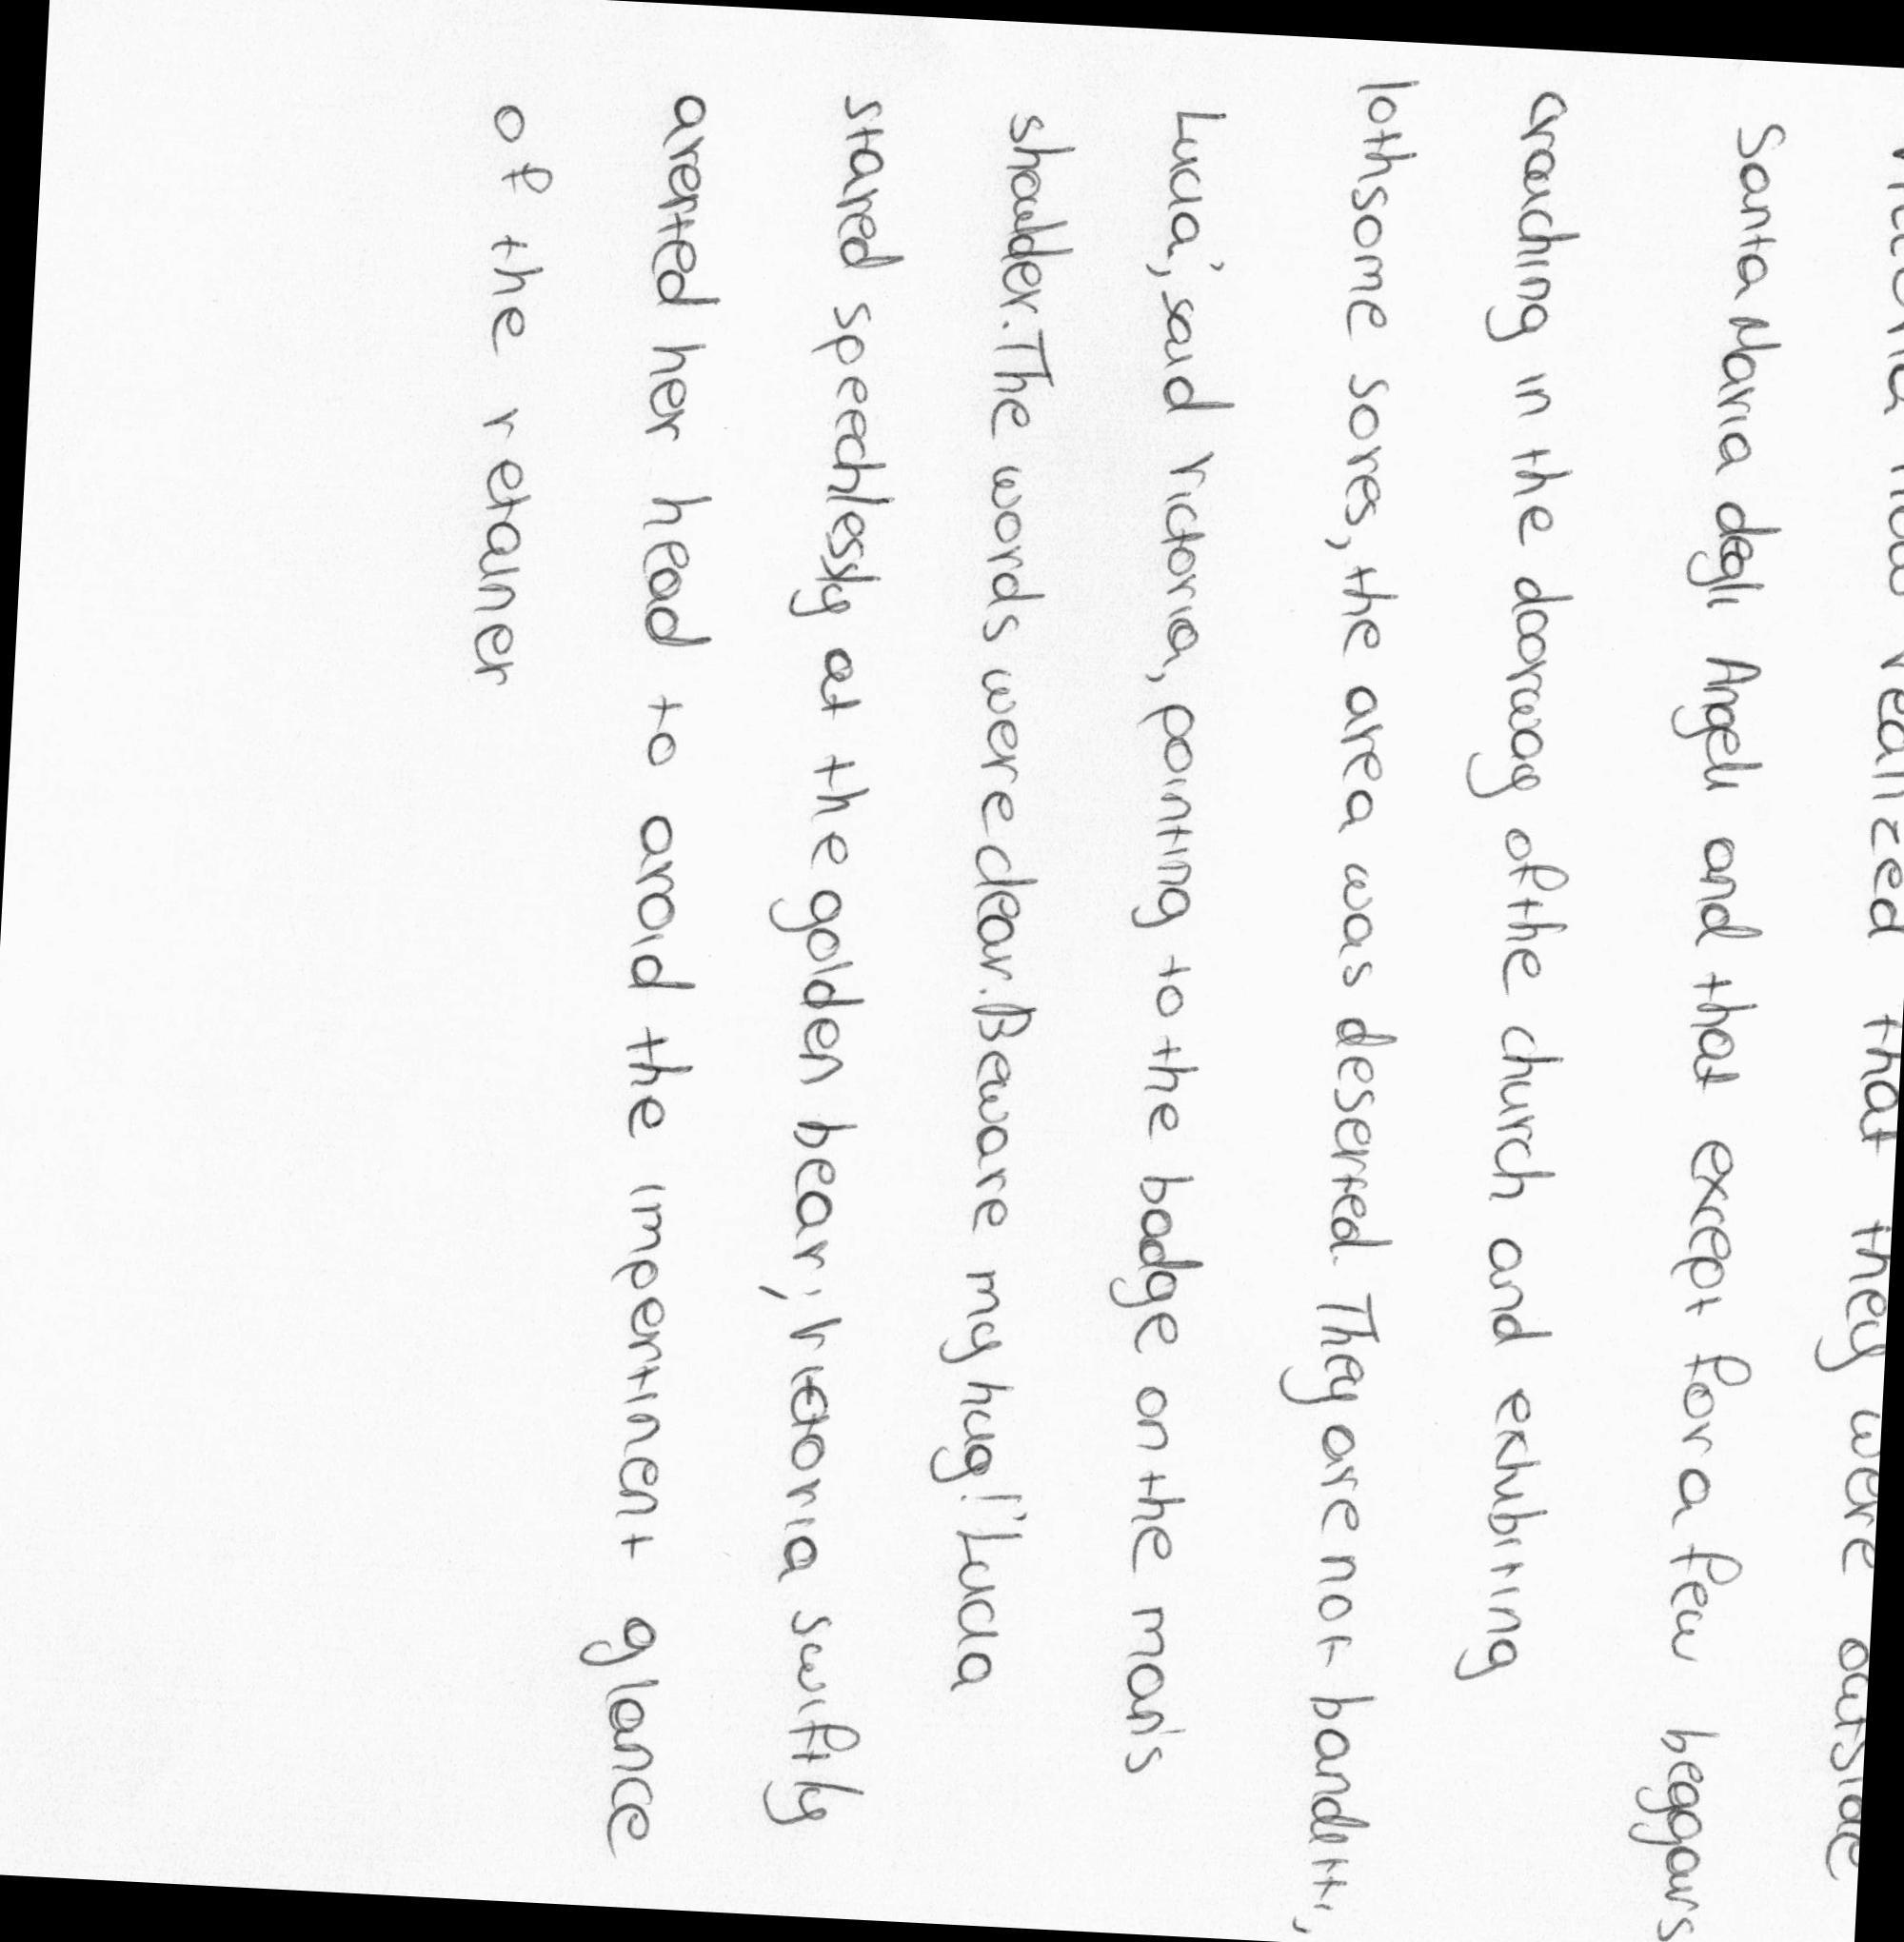 Victoria now realized that they were outside
Santa Maria degli Angeli and that except for a few beggars
crouching in the doorway of the church and exhibiting
lothsome sores, the area was deserted. They are not banditti,
Lucia', said Victoria, pointing to the badge on the man's
shoulder. The words were clear. Beware my hug!' Lucia
stared speechlessly at the golden bear; Victoria swiftly
averted her head to avoid the impertinent glance
of the retainer